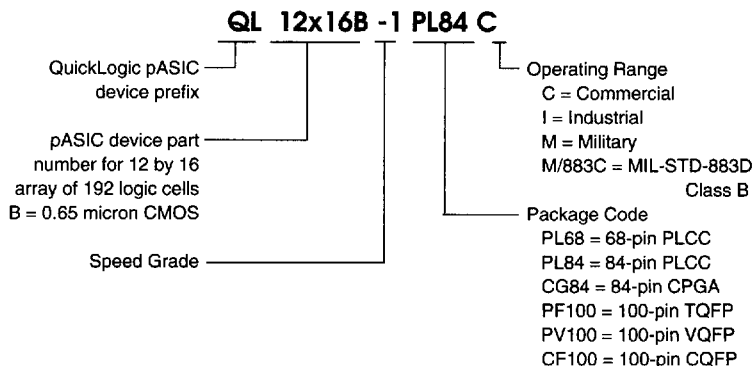 QL 12x16B -1 PL84 C
QuickLogic pASIC
device prefix
pASIC device part
number for 12 by 16
array of 192 logic cells
B = 0.65 micron CMOS
Speed Grade
Operating Range
C = Commercial
I = Industrial
M = Military
M/883C = MIL-STD-883D
Class B
Package Code
PL68 = 68-pin PLCC
PL84 = 84-pin PLCC
CG84 = 84-pin CPGA
PF100 = 100-pin TQFP
PV100 = 100-pin VQFP
CF100 = 100-pin CQFP